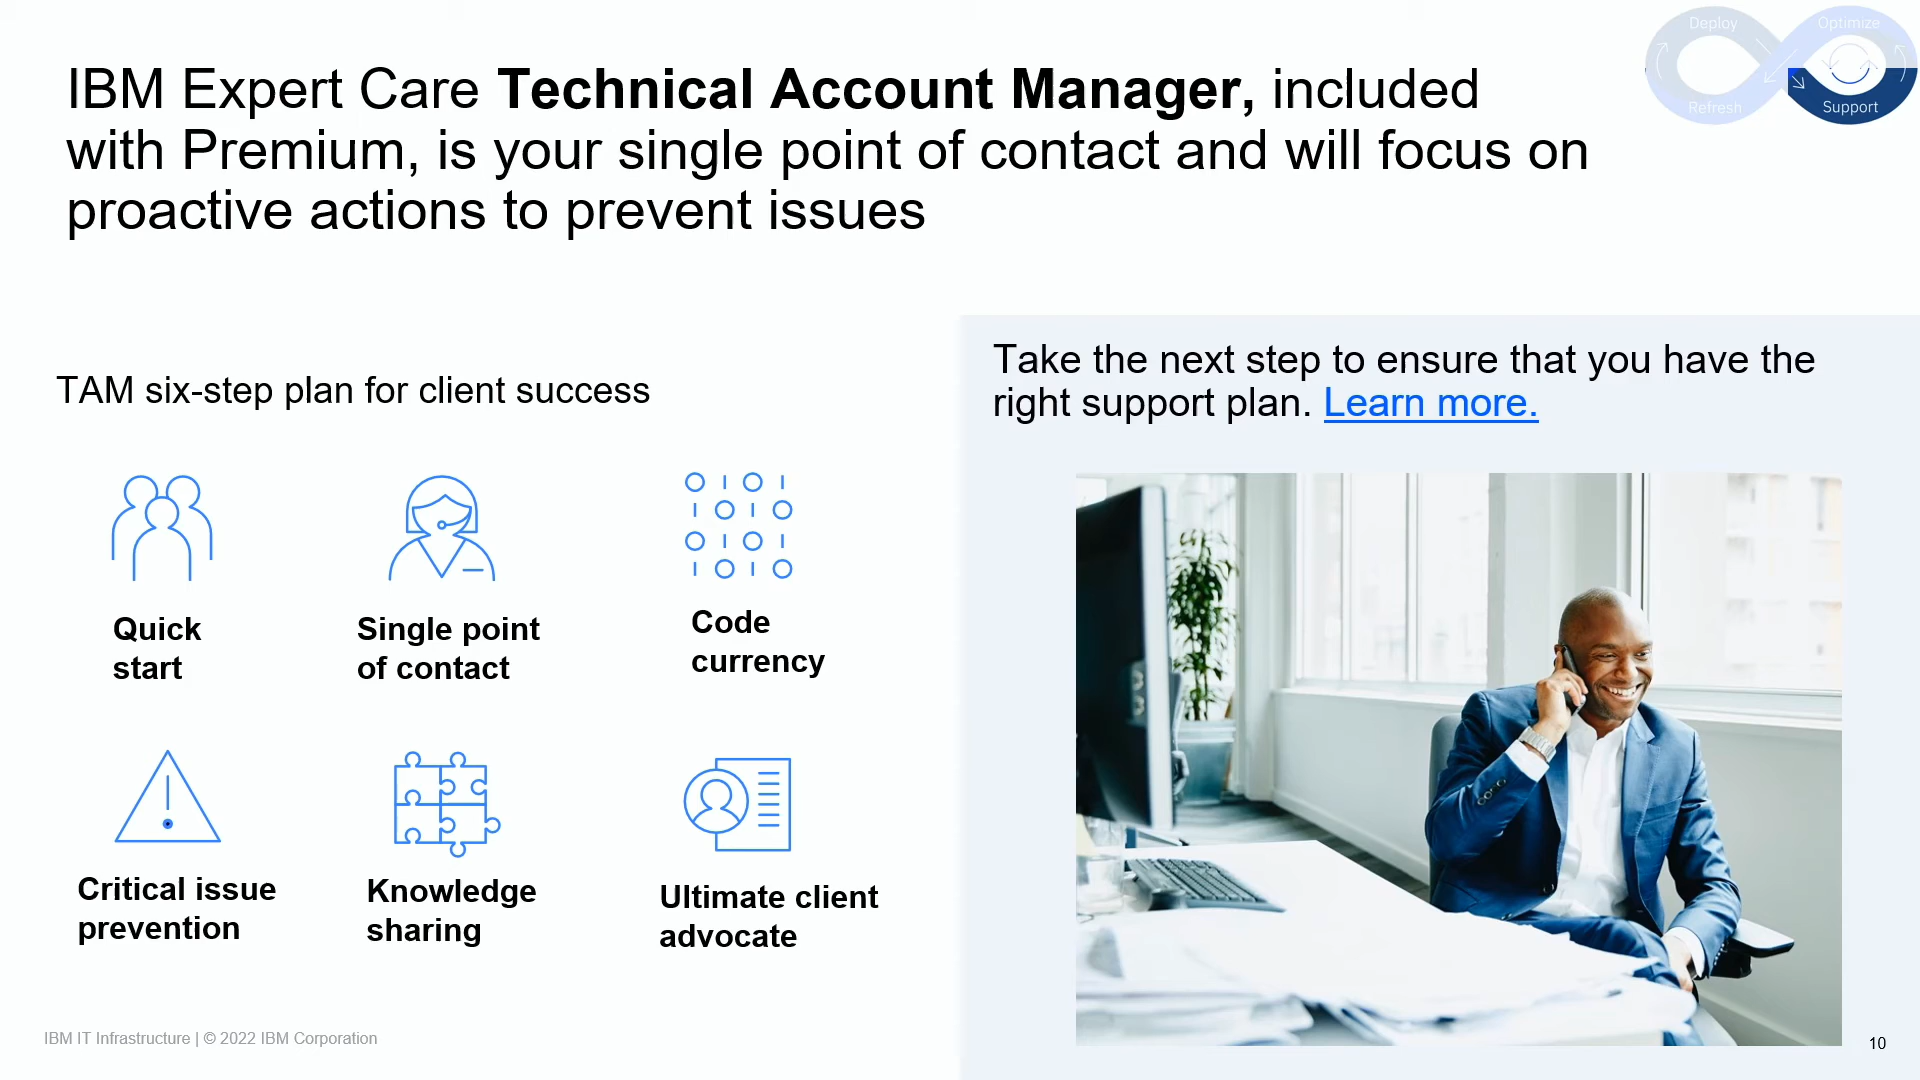 Deploy
Optimize
Refresh
Support
IBM Expert Care Technical Account Manager, included
with Premium, is your single point of contact and will focus on
proactive actions to prevent issues
TAM six-step plan for client success
Quick
start
Single point
of contact
Code
currency
Critical issue
prevention
Knowledge
sharing
Ultimate client
advocate
Take the next step to ensure that you have the
right support plan. Learn more.
IBM IT Infrastructure | © 2022 IBM Corporation
10